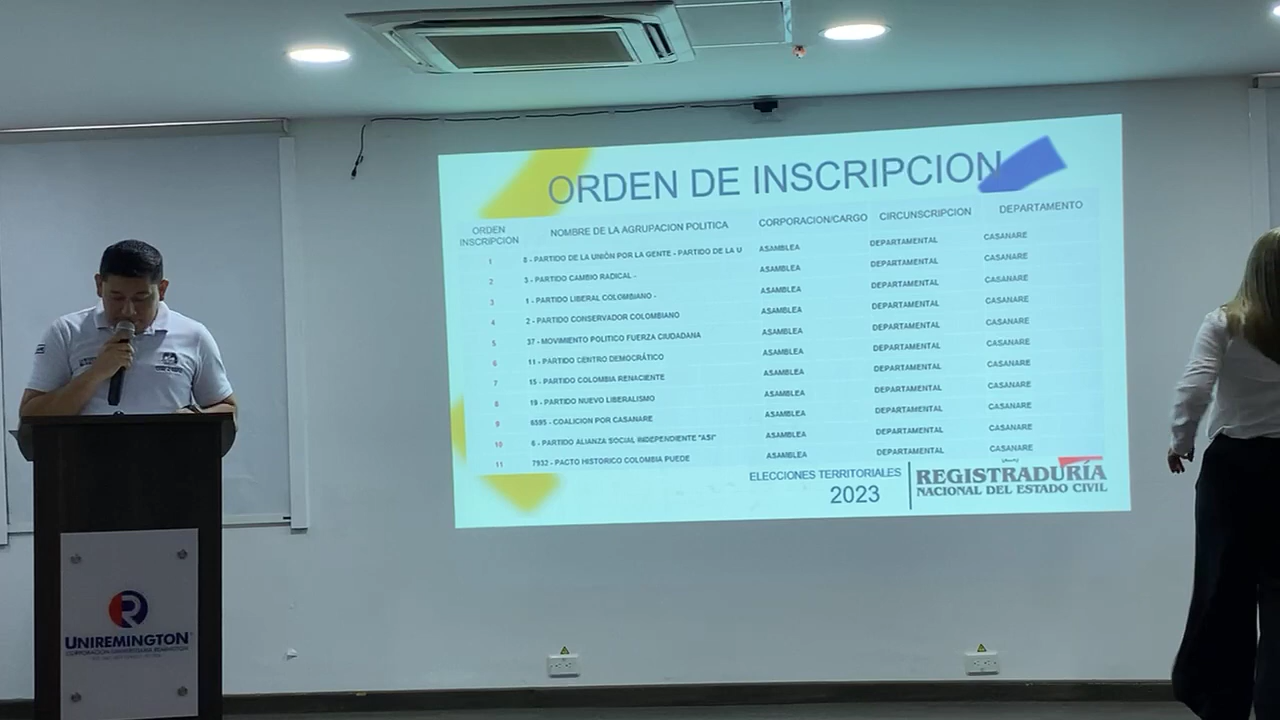 ORDEN DE INSCRIPCION
ORDEN INSCRIPCIÓN NOMBRE DE LA AGRUPACION POLITICA CORPORACION/CARGO CIRCUNSCRIPCIÓN DEPARTAMENTO
1 8 - PARTIDO DE LA UNIÓN POR LA GENTE - PARTIDO DE LA U ASAMBLEA DEPARTAMENTAL CASANARE
2 3 - PARTIDO CAMBIO RADICAL - ASAMBLEA DEPARTAMENTAL CASANARE
3 1 - PARTIDO LIBERAL COLOMBIANO - ASAMBLEA DEPARTAMENTAL CASANARE
4 2 - PARTIDO CONSERVADOR COLOMBIANO ASAMBLEA DEPARTAMENTAL CASANARE
5 37 - MOVIMIENTO POLITICO FUERZA CIUDADANA ASAMBLEA DEPARTAMENTAL CASANARE
6 11 - PARTIDO CENTRO DEMOCRÁTICO ASAMBLEA DEPARTAMENTAL CASANARE
7 15 - PARTIDO COLOMBIA RENACIENTE ASAMBLEA DEPARTAMENTAL CASANARE
8 19 - PARTIDO NUEVO LIBERALISMO ASAMBLEA DEPARTAMENTAL CASANARE
9 6595 - COALICION POR CASANARE ASAMBLEA DEPARTAMENTAL CASANARE
10 6 - PARTIDO ALIANZA SOCIAL INDEPENDIENTE "ASI" ASAMBLEA DEPARTAMENTAL CASANARE
11 7932 - PACTO HISTORICO COLOMBIA PUEDE ASAMBLEA DEPARTAMENTAL CASANARE
ELECCIONES TERRITORIALES
2023
REGISTRADURÍA
NACIONAL DEL ESTADO CIVIL
UNIREMINGTON
CORPORACIÓN UNIVERSITARIA REMINGTON